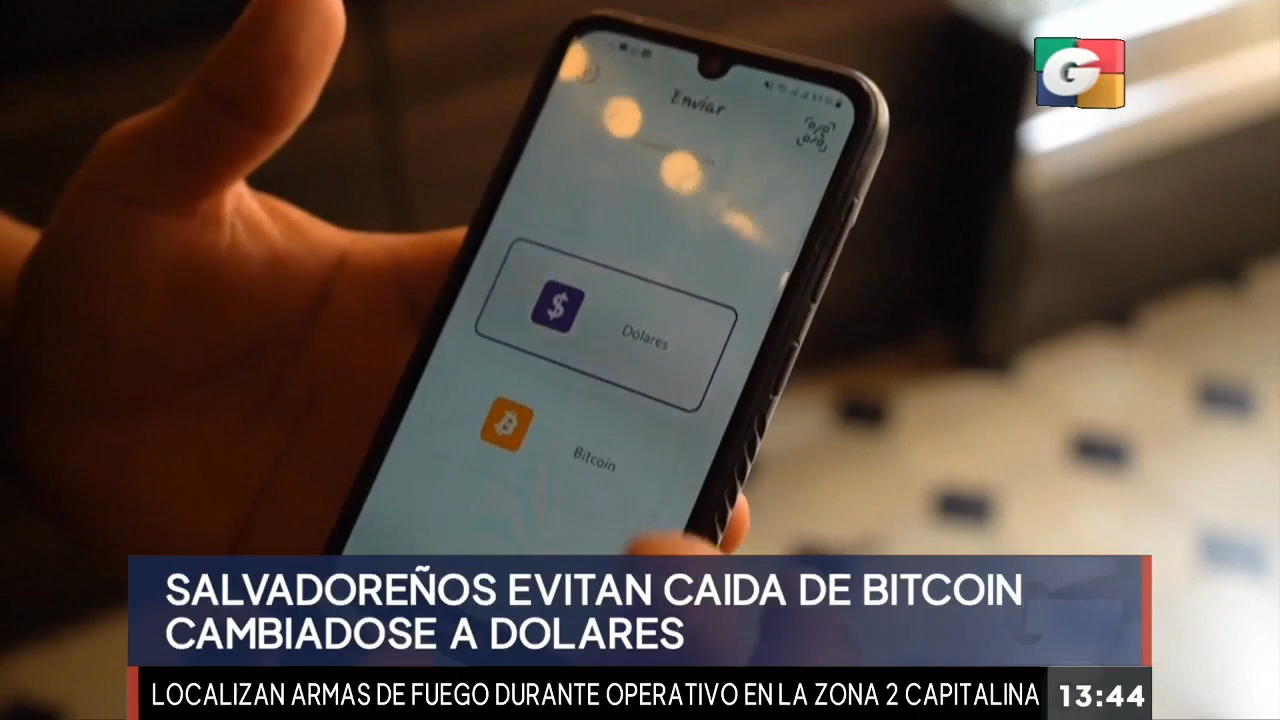 G
Enviar
$
Dólares
Bitcoin
SALVADOREÑOS EVITAN CAIDA DE BITCOIN
CAMBIADOSE A DOLARES
LOCALIZAN ARMAS DE FUEGO DURANTE OPERATIVO EN LA ZONA 2 CAPITALINA
13:44